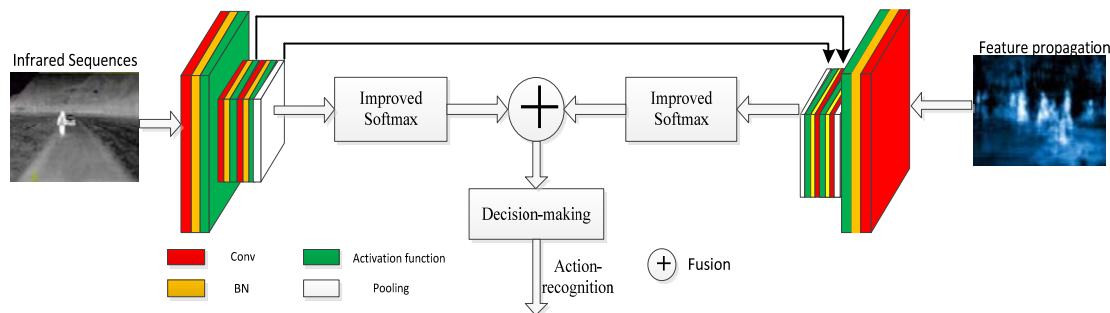 Infrared Sequences
Feature propagation
Improved
Softmax
Improved
Softmax
Decision-making
Conv
Activation function
BN
Pooling
Action-
recognition
Fusion